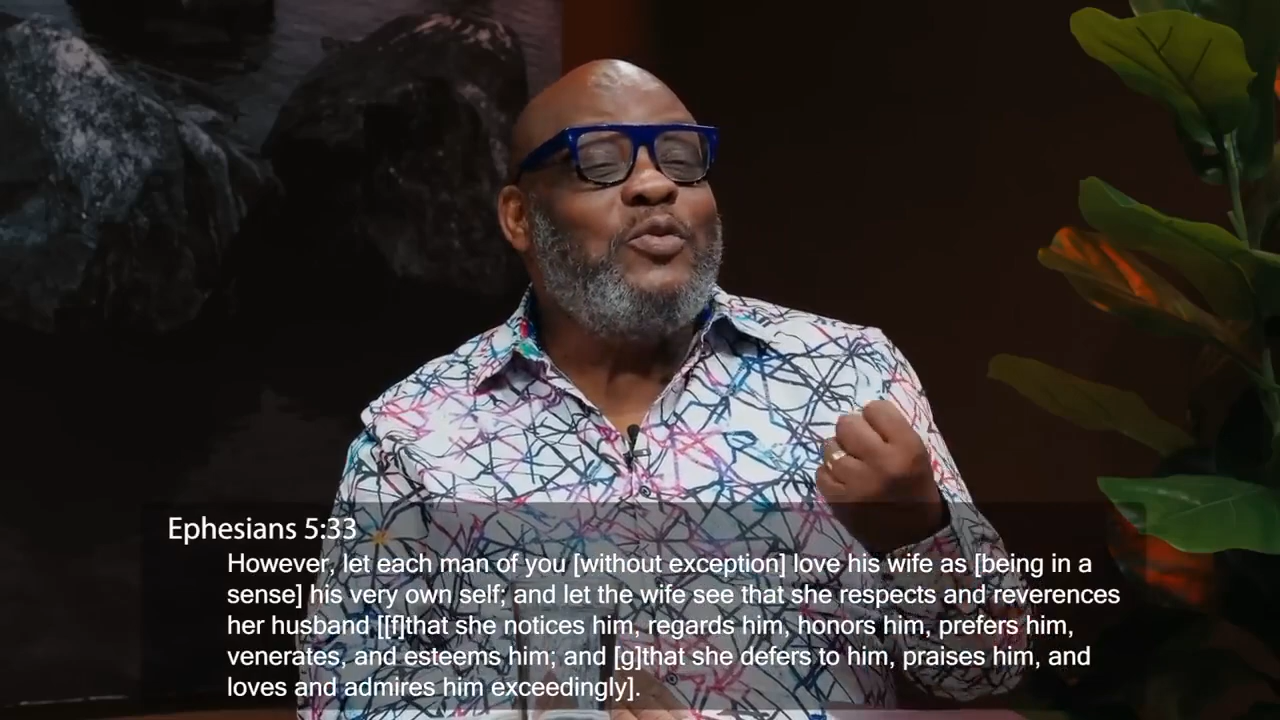 Ephesians 5:33
However, let each man of you [without exception] love his wife as [being in a
sense] his very own self; and let the wife see that she respects and reverences
her husband [[f]that she notices him, regards him, honors him, prefers him,
venerates, and esteems him; and [g]that she defers to him, praises him, and
loves and admires him exceedingly].